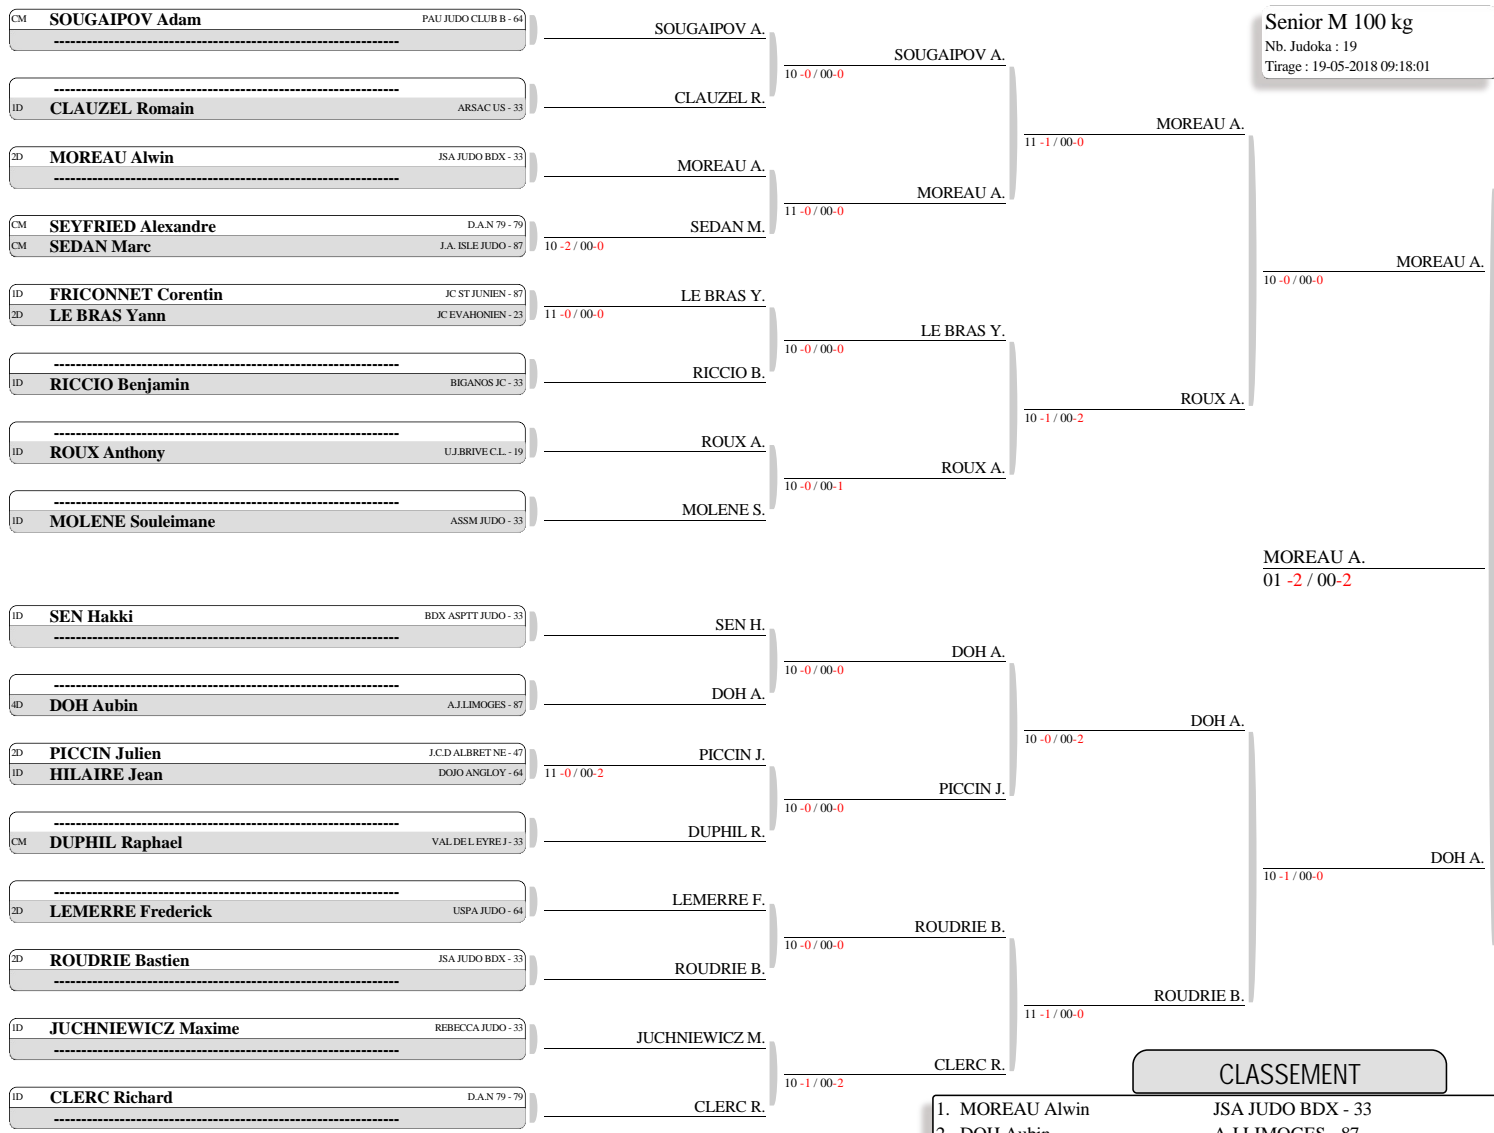 Senior M 100 kg
Nb. Judoka : 19
Tirage : 19-05-2018 09:18:01
CM SOUGAIPOV Adam PAU JUDO CLUB B - 64
----------------------------------------------------------------
----------------------------------------------------------------
1D CLAUZEL Romain ARSAC US - 33
2D MOREAU Alwin JSA JUDO BDX - 33
----------------------------------------------------------------
CM SEYFRIED Alexandre D.A.N 79 - 79
CM SEDAN Marc J.A. ISLE JUDO - 87
1D FRICONNET Corentin JC ST JUNIEN - 87
2D LE BRAS Yann JC EVAHONIEN - 23
----------------------------------------------------------------
1D RICCIO Benjamin BIGANOS JC - 33
----------------------------------------------------------------
1D ROUX Anthony U.J.BRIVE C.L. - 19
----------------------------------------------------------------
1D MOLENE Souleimane ASSM JUDO - 33
1D SEN Hakki BDX ASPTT JUDO - 33
----------------------------------------------------------------
----------------------------------------------------------------
4D DOH Aubin A.J.LIMOGES - 87
2D PICCIN Julien J.C.D ALBRET NE - 47
1D HILAIRE Jean DOJO ANGLOY - 64
----------------------------------------------------------------
CM DUPHIL Raphael VAL DE L EYRE J - 33
----------------------------------------------------------------
2D LEMERRE Frederick USPA JUDO - 64
2D ROUDRIE Bastien JSA JUDO BDX - 33
----------------------------------------------------------------
1D JUCHNIEWICZ Maxime REBECCA JUDO - 33
----------------------------------------------------------------
1D CLERC Richard D.A.N 79 - 79
----------------------------------------------------------------
SOUGAIPOV A.
CLAUZEL R.
MOREAU A.
SEDAN M.
10 -2 / 00-0
LE BRAS Y.
11 -0 / 00-0
RICCIO B.
ROUX A.
MOLENE S.
SEN H.
DOH A.
PICCIN J.
11 -0 / 00-2
DUPHIL R.
LEMERRE F.
ROUDRIE B.
JUCHNIEWICZ M.
CLERC R.
SOUGAIPOV A.
10 -0 / 00-0
MOREAU A.
11 -0 / 00-0
LE BRAS Y.
10 -0 / 00-0
ROUX A.
10 -0 / 00-1
DOH A.
10 -0 / 00-0
PICCIN J.
10 -0 / 00-0
ROUDRIE B.
10 -0 / 00-0
CLERC R.
10 -1 / 00-2
MOREAU A.
11 -1 / 00-0
ROUX A.
10 -1 / 00-2
DOH A.
10 -0 / 00-2
ROUDRIE B.
11 -1 / 00-0
MOREAU A.
10 -0 / 00-0
DOH A.
10 -1 / 00-0
MOREAU A.
01 -2 / 00-2
CLASSEMENT
1. MOREAU Alwin JSA JUDO BDX - 33
2. DOH Aubin A.J.LIMOGES - 87